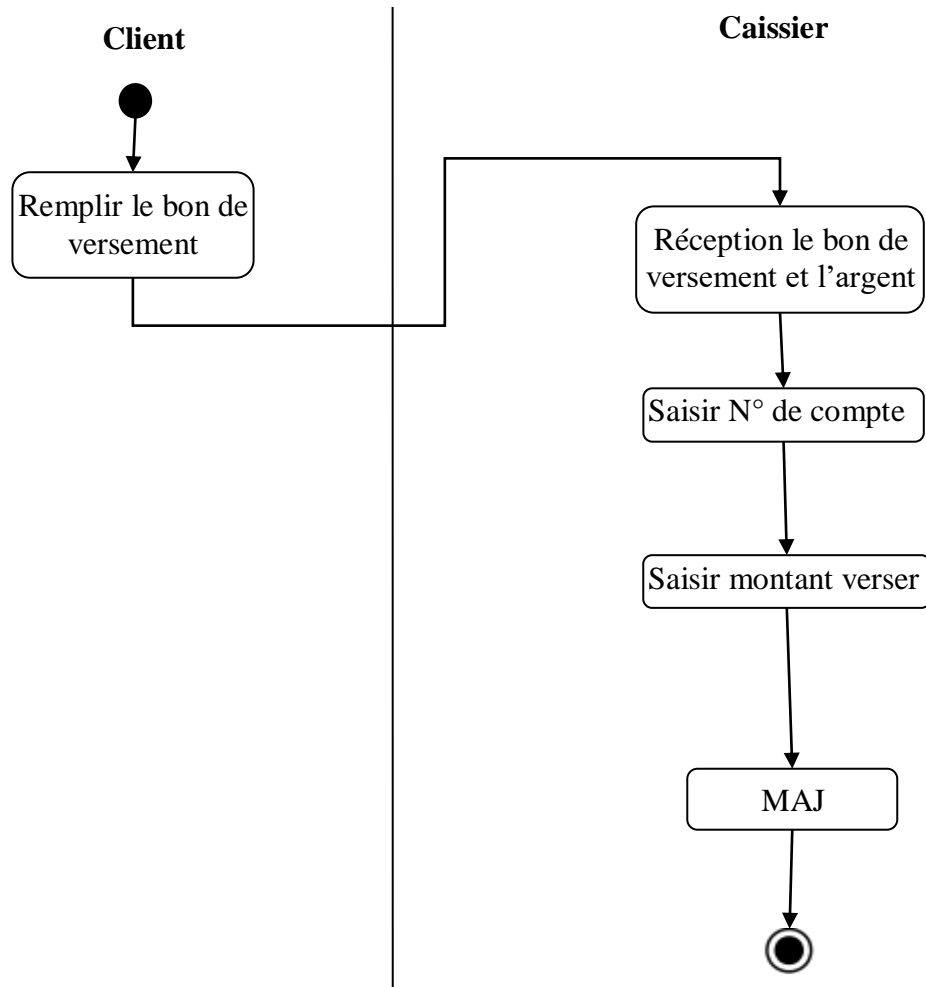 Client
Caissier
Remplir le bon de
versement
Réception le bon de
versement et l’argent
Saisir N° de compte
Saisir montant verser
MAJ